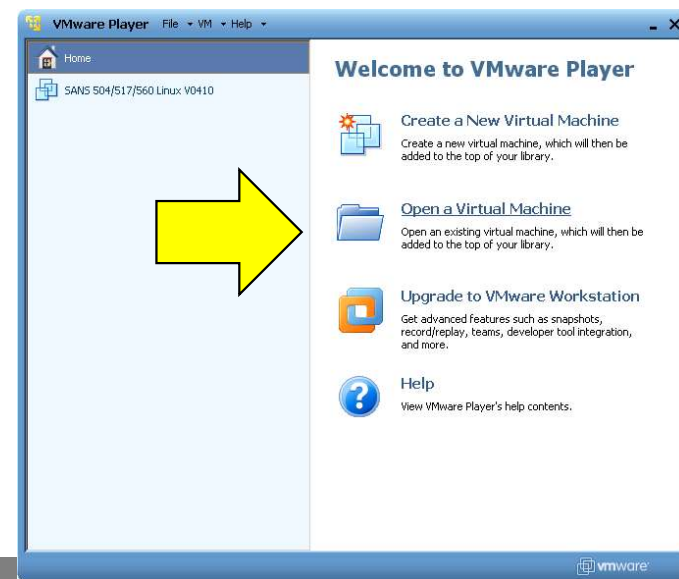 VMware Player File VM Help
Home
SANS 504/517/560 Linux V0410
Welcome to VMware Player
Create a New Virtual Machine
Create a new virtual machine, which will then be
added to the top of your library.
Open a Virtual Machine
Open an existing virtual machine, which will then be
added to the top of your library.
Upgrade to VMware Workstation
Get advanced features such as snapshots,
record/replay, teams, developer tool integration,
and more.
Help
View VMware Player's help contents.
vmware